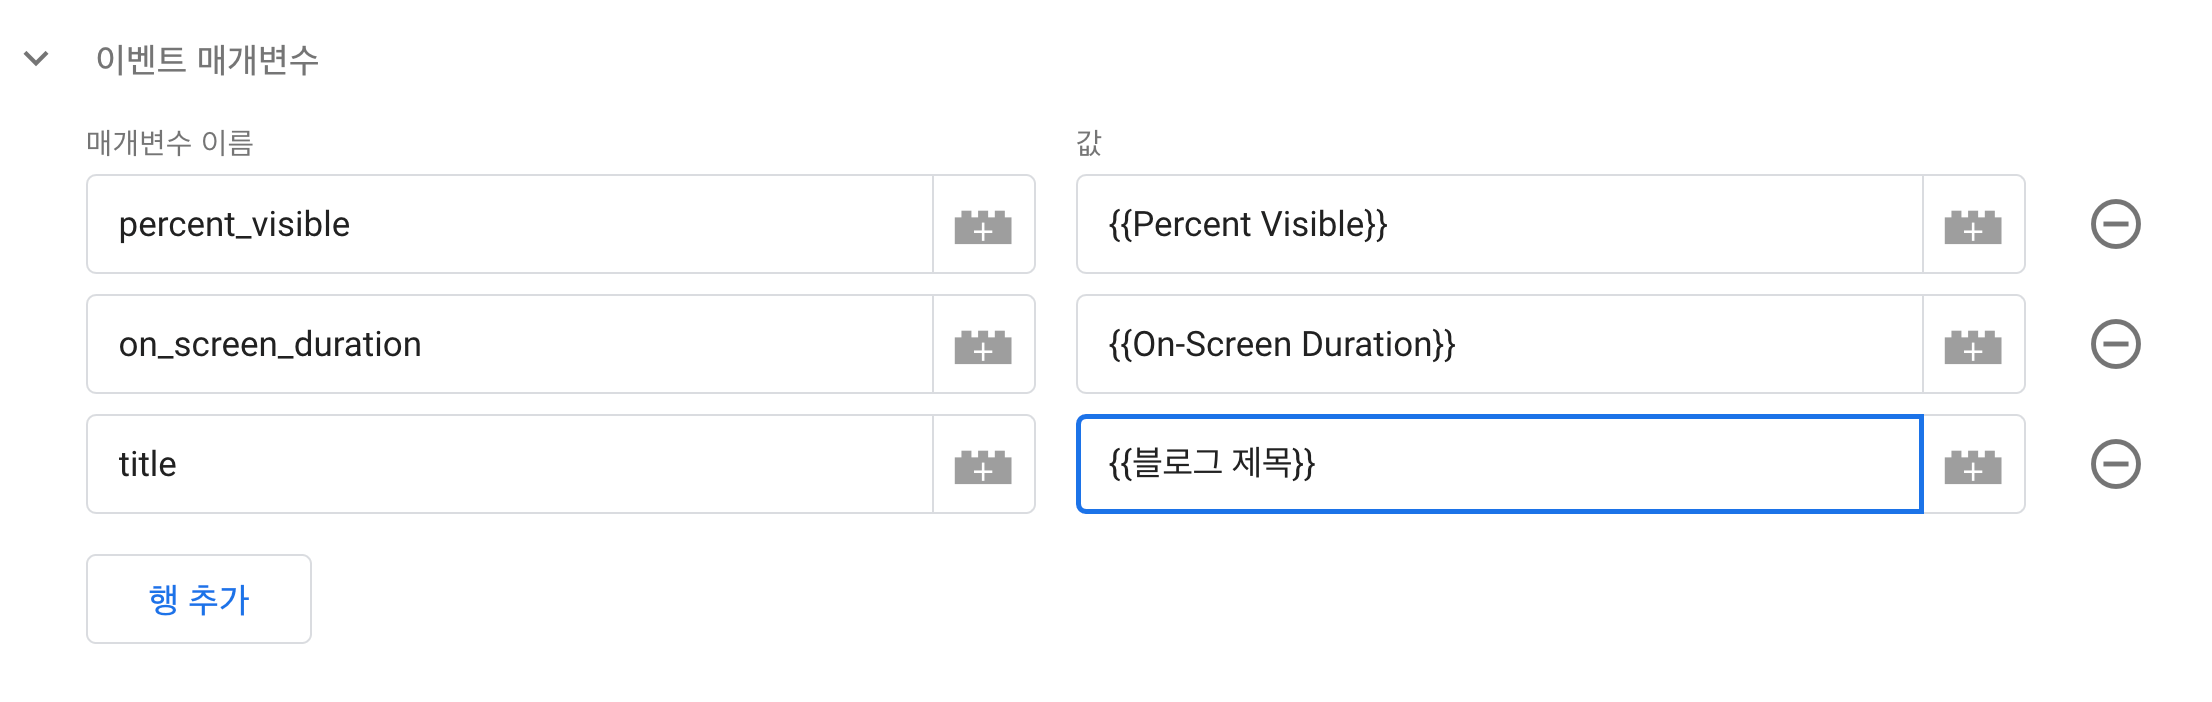 이벤트 매개변수
매개변수 이름 값
percent_visible {{Percent Visible}}
on_screen_duration {{On-Screen Duration}}
title {{블로그 제목}}
행 추가